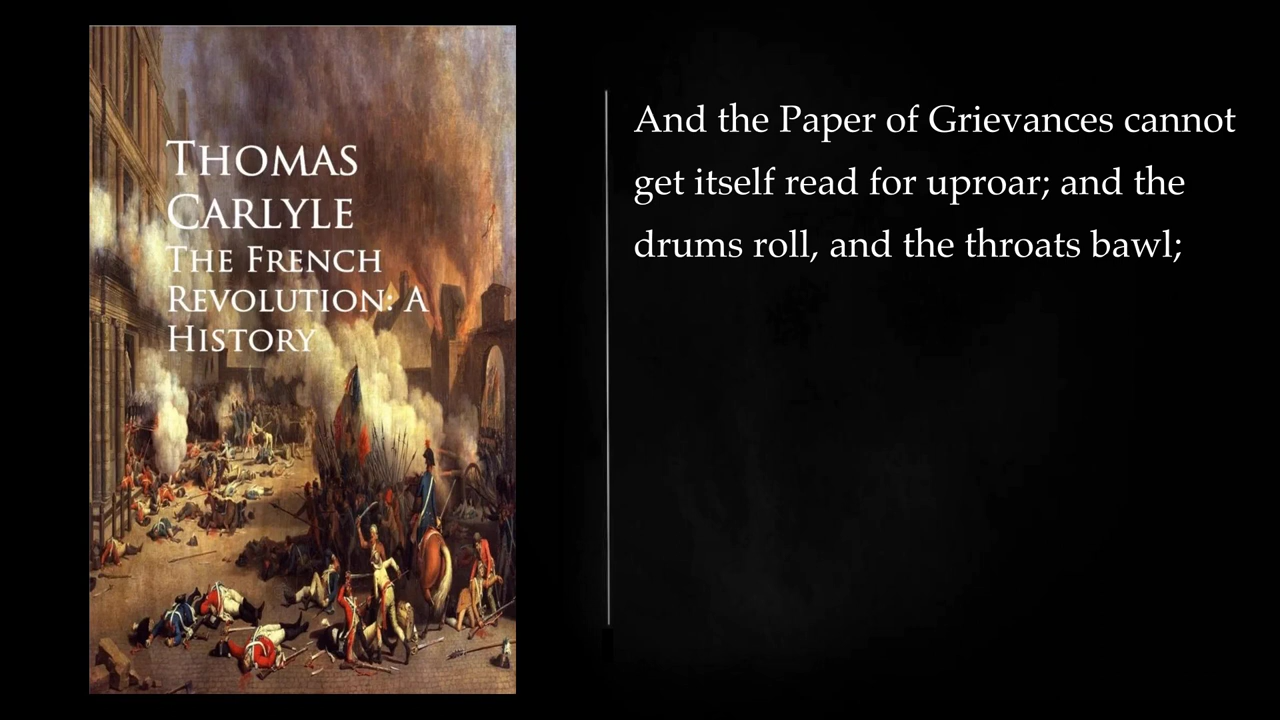 THOMAS
CARLYLE
THE FRENCH
REVOLUTION: A
HISTORY
And the Paper of Grievances cannot
get itself read for uproar; and the
drums roll, and the throats bawl;